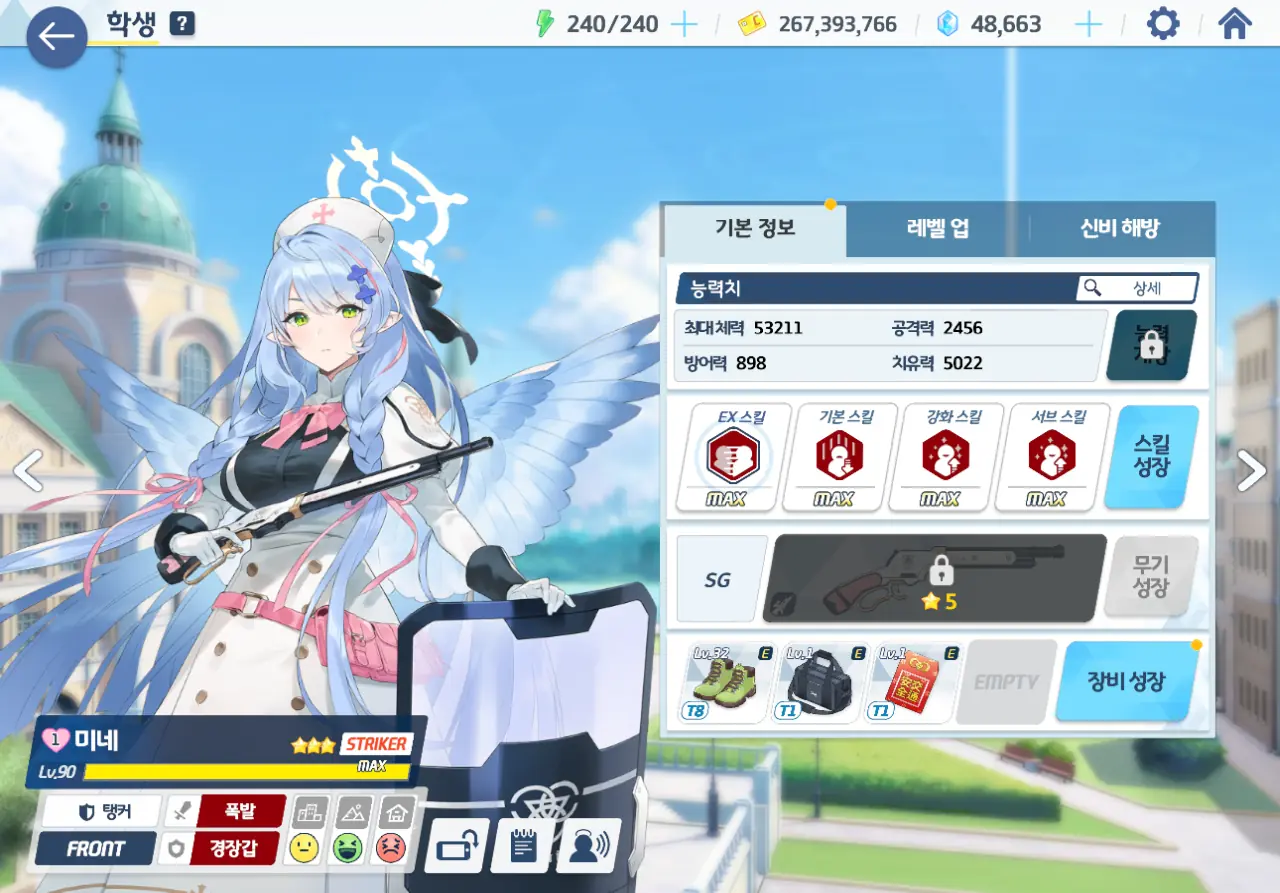 학생 ?
240/240
267,393,766
48,663
기본 정보
레벨 업
신비 해방
능력치
상세
최대 체력 53211
공격력 2456
방어력 898
치유력 5022
EX 스킬
기본 스킬
강화 스킬
서브 스킬
MAX
MAX
MAX
MAX
스킬
성장
SG
5
무기
성장
Lv.32 E
T8
Lv.1 E
T1
Lv.1 E
T1
EMPTY
장비 성장
1 미네
STRIKER
Lv.90
MAX
탱커
폭발
FRONT
경장갑